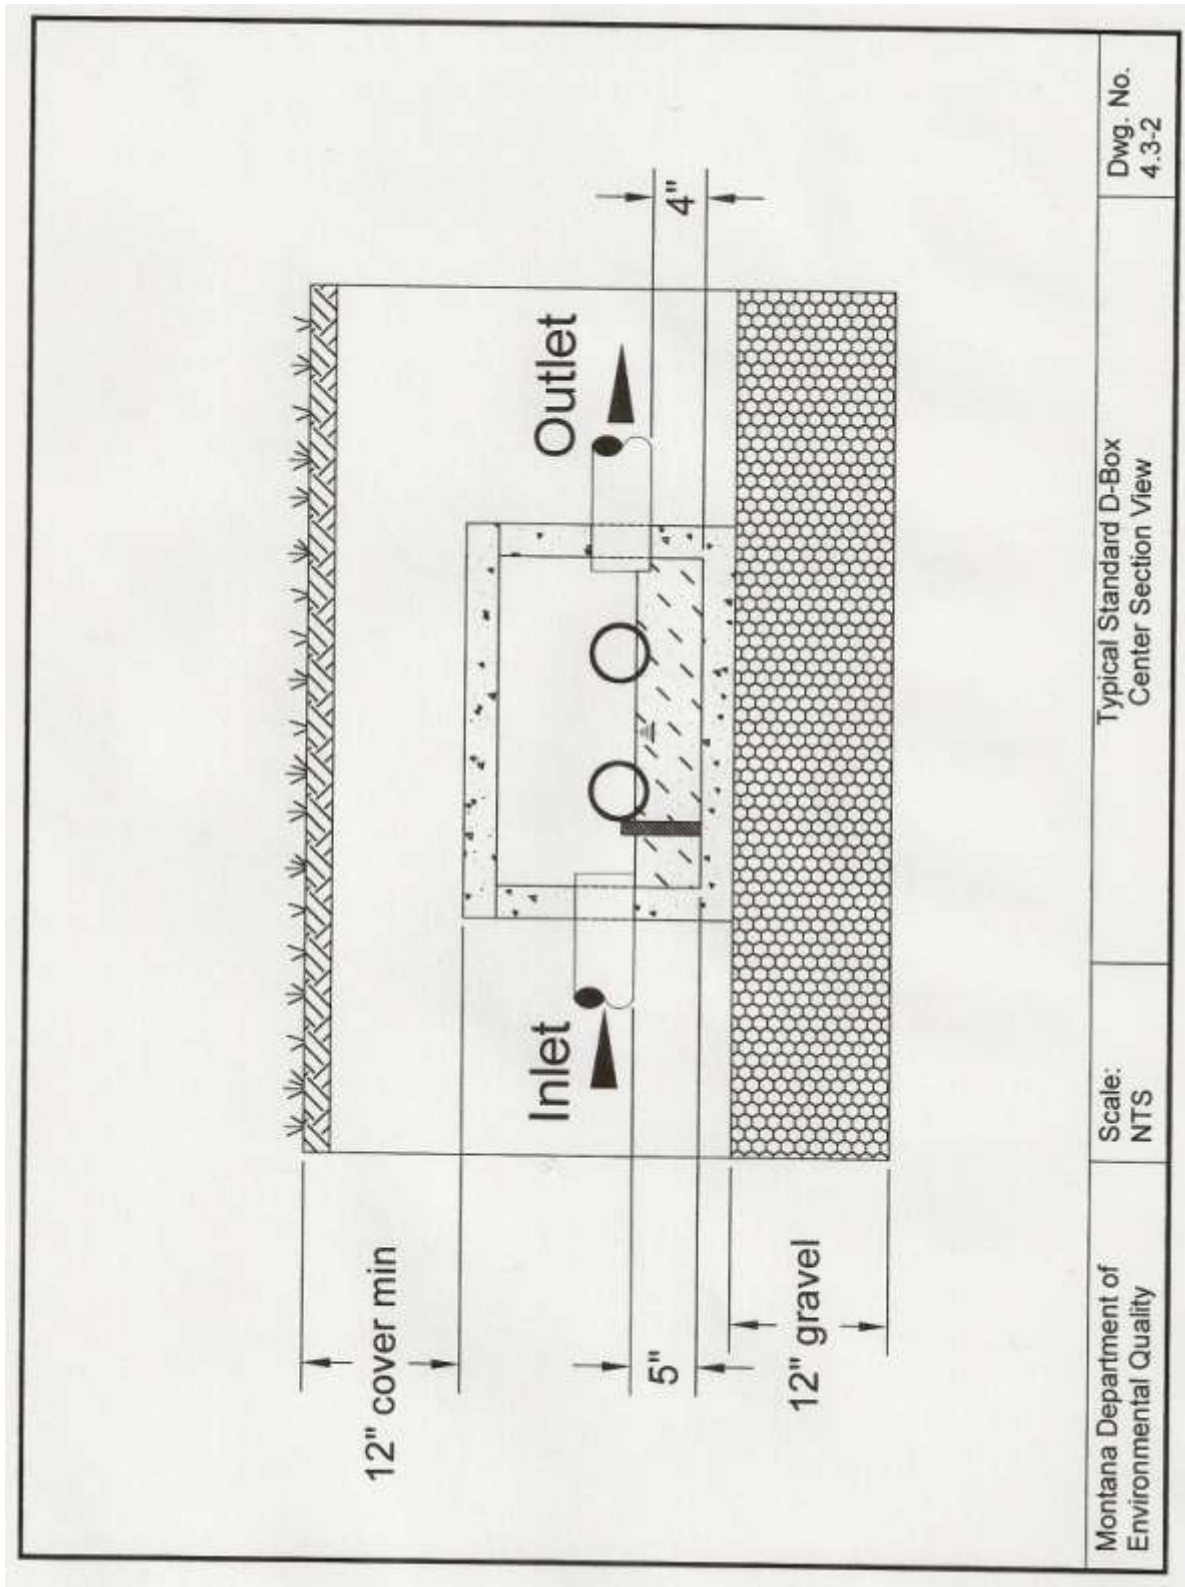 12" cover min
Inlet
Outlet
5"
4"
12" gravel
Montana Department of
Environmental Quality
Scale:
NTS
Typical Standard D-Box
Center Section View
Dwg. No.
4.3-2